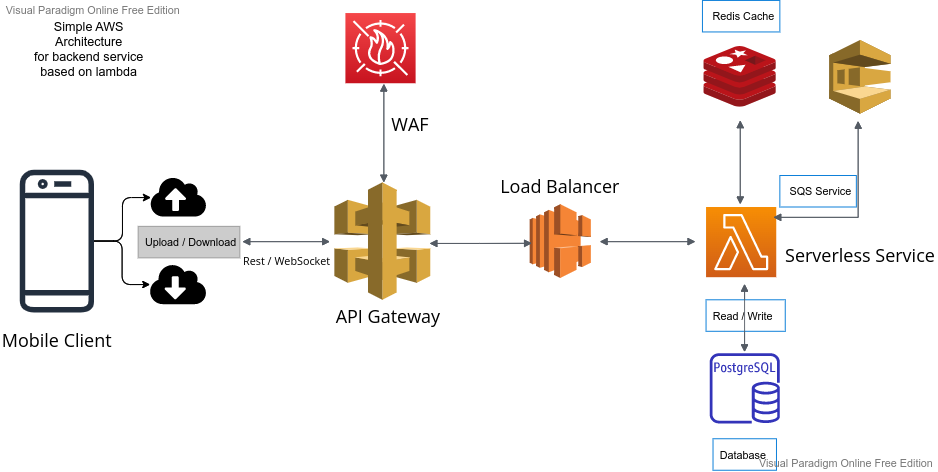 Visual Paradigm Online Free Edition
Simple AWS
Architecture
for backend service
based on lambda
Redis Cache
WAF
Load Balancer
SQS Service
Upload / Download
Rest / WebSocket
Serverless Service
API Gateway
Read / Write
Mobile Client
PostgreSQL
Database
Visual Paradigm Online Free Edition